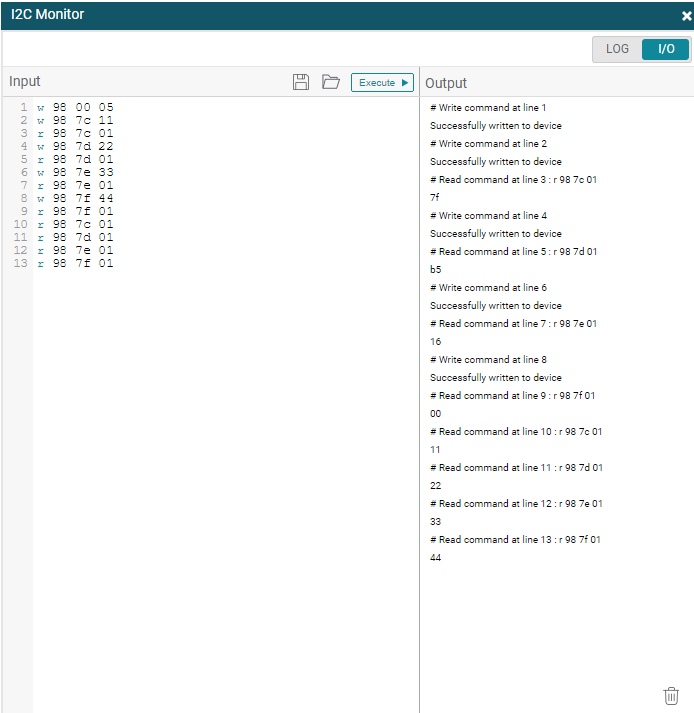 I2C Monitor
LOG I/O
Input
Execute
1 w 98 00 05
2 w 98 7c 11
3 r 98 7c 01
4 w 98 7d 22
5 r 98 7d 01
6 w 98 7e 33
7 r 98 7e 01
8 w 98 7f 44
9 r 98 7f 01
10 r 98 7c 01
11 r 98 7d 01
12 r 98 7e 01
13 r 98 7f 01
Output
# Write command at line 1
Successfully written to device
# Write command at line 2
Successfully written to device
# Read command at line 3 : r 98 7c 01
7f
# Write command at line 4
Successfully written to device
# Read command at line 5 : r 98 7d 01
b5
# Write command at line 6
Successfully written to device
# Read command at line 7 : r 98 7e 01
16
# Write command at line 8
Successfully written to device
# Read command at line 9 : r 98 7f 01
00
# Read command at line 10 : r 98 7c 01
11
# Read command at line 11 : r 98 7d 01
22
# Read command at line 12 : r 98 7e 01
33
# Read command at line 13 : r 98 7f 01
44